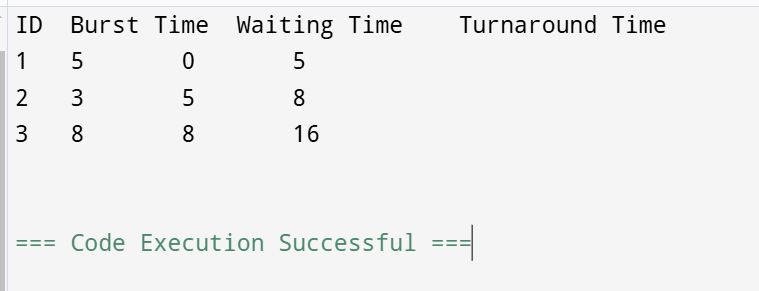 ID  Burst Time  Waiting Time    Turnaround Time
1   5       0       5
2   3       5       8
3   8       8       16
=== Code Execution Successful ===